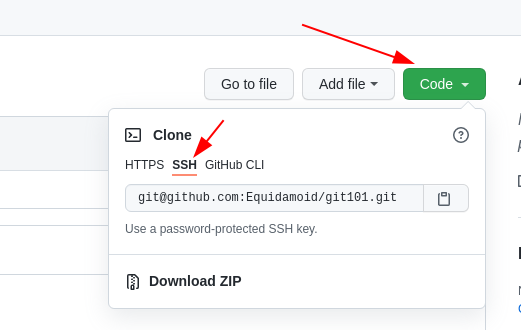 Go to file Add file Code
Clone
HTTPS SSH GitHub CLI
git@github.com:Equidamoid/git101.git
Use a password-protected SSH key.
Download ZIP